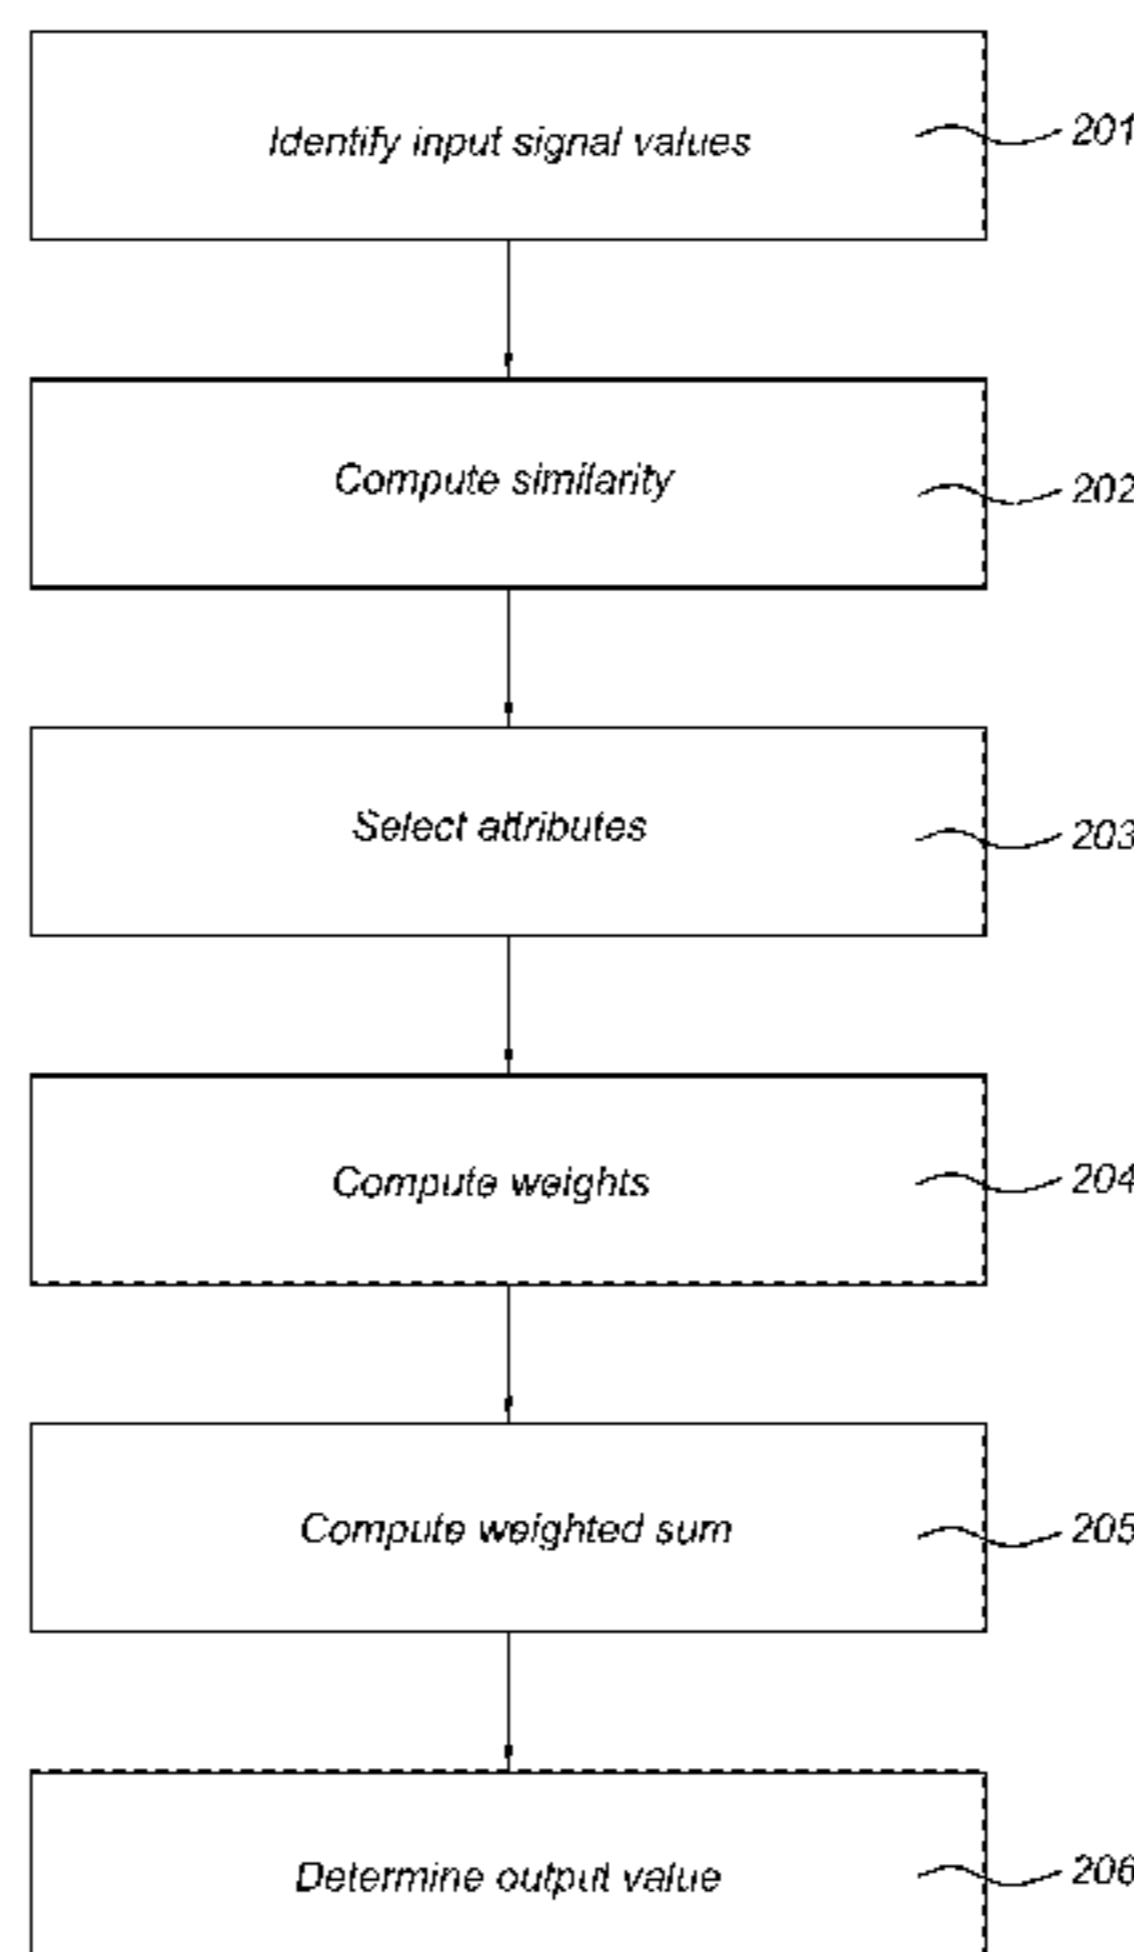 Identify input signal values
201
Compute similarity
202
Select attributes
203
Compute weights
204
Compute weighted sum
205
Determine output value
206